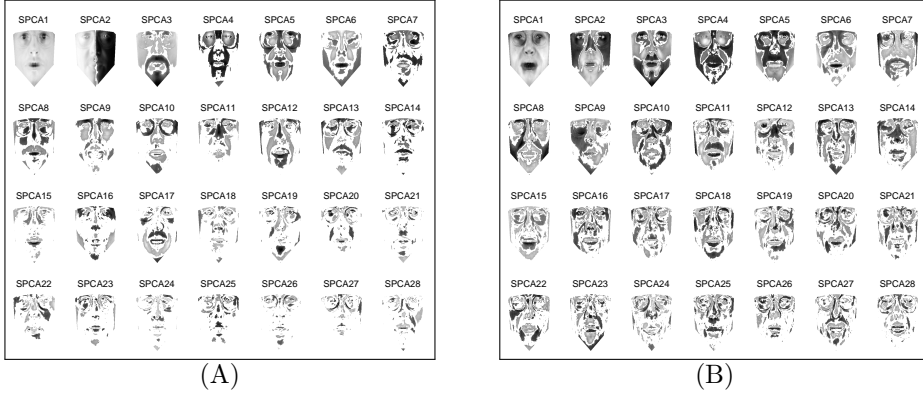 SPCA1 SPCA2 SPCA3 SPCA4 SPCA5 SPCA6 SPCA7
SPCA8 SPCA9 SPCA10 SPCA11 SPCA12 SPCA13 SPCA14
SPCA15 SPCA16 SPCA17 SPCA18 SPCA19 SPCA20 SPCA21
SPCA22 SPCA23 SPCA24 SPCA25 SPCA26 SPCA27 SPCA28
(A)
SPCA1 SPCA2 SPCA3 SPCA4 SPCA5 SPCA6 SPCA7
SPCA8 SPCA9 SPCA10 SPCA11 SPCA12 SPCA13 SPCA14
SPCA15 SPCA16 SPCA17 SPCA18 SPCA19 SPCA20 SPCA21
SPCA22 SPCA23 SPCA24 SPCA25 SPCA26 SPCA27 SPCA28
(B)